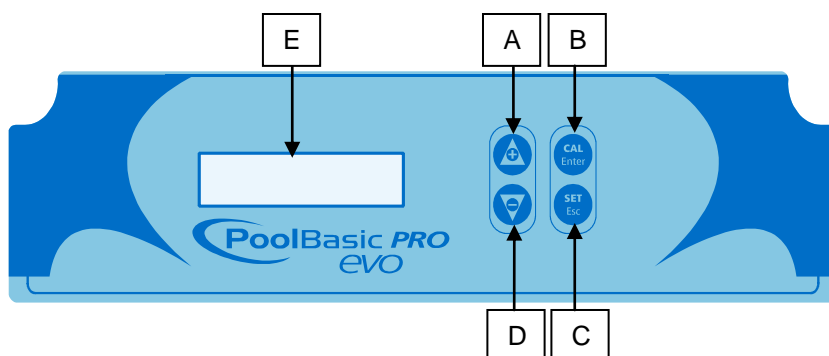 E
A
B
CAL
Enter
SET
Esc
PoolBasic PRO
evo
D
C